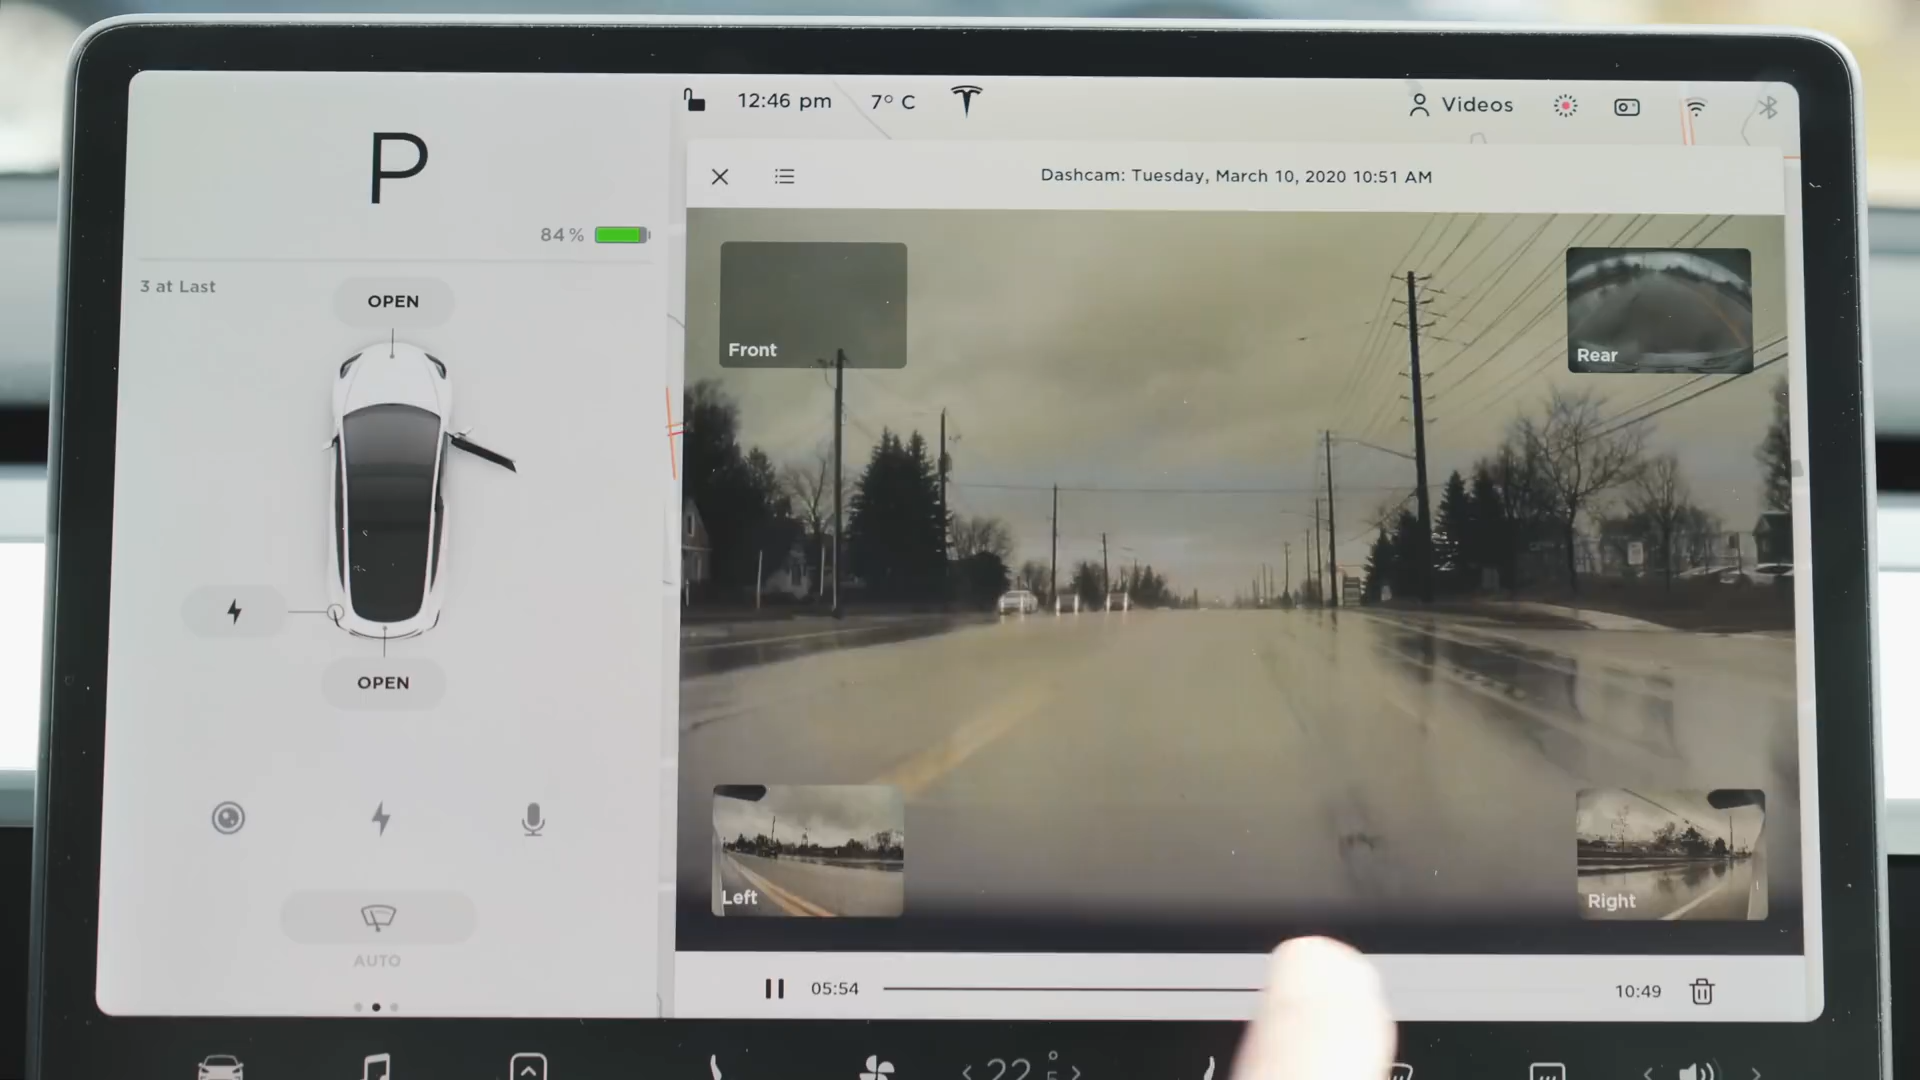 P
84 %
3 at Last
OPEN
OPEN
AUTO
12:46 pm
7° C
Videos
Dashcam: Tuesday, March 10, 2020 10:51 AM
Front
Rear
Left
Right
05:54
10:49
22